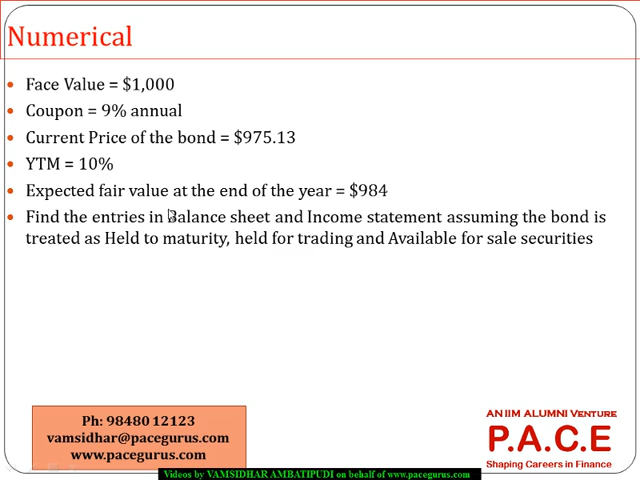 Numerical
• Face Value = $1,000
• Coupon = 9% annual
• Current Price of the bond = $975.13
• YTM = 10%
• Expected fair value at the end of the year = $984
• Find the entries in Balance sheet and Income statement assuming the bond is
treated as Held to maturity, held for trading and Available for sale securities
Ph: 98480 12123
vamsidhar@pacegurus.com
www.pacegurus.com
AN IIM ALUMNI VENTURE
P.A.C.E
Shaping Careers in Finance
Videos by VAMSIDHAR AMBATIPUDI on behalf of www.pacegurus.com